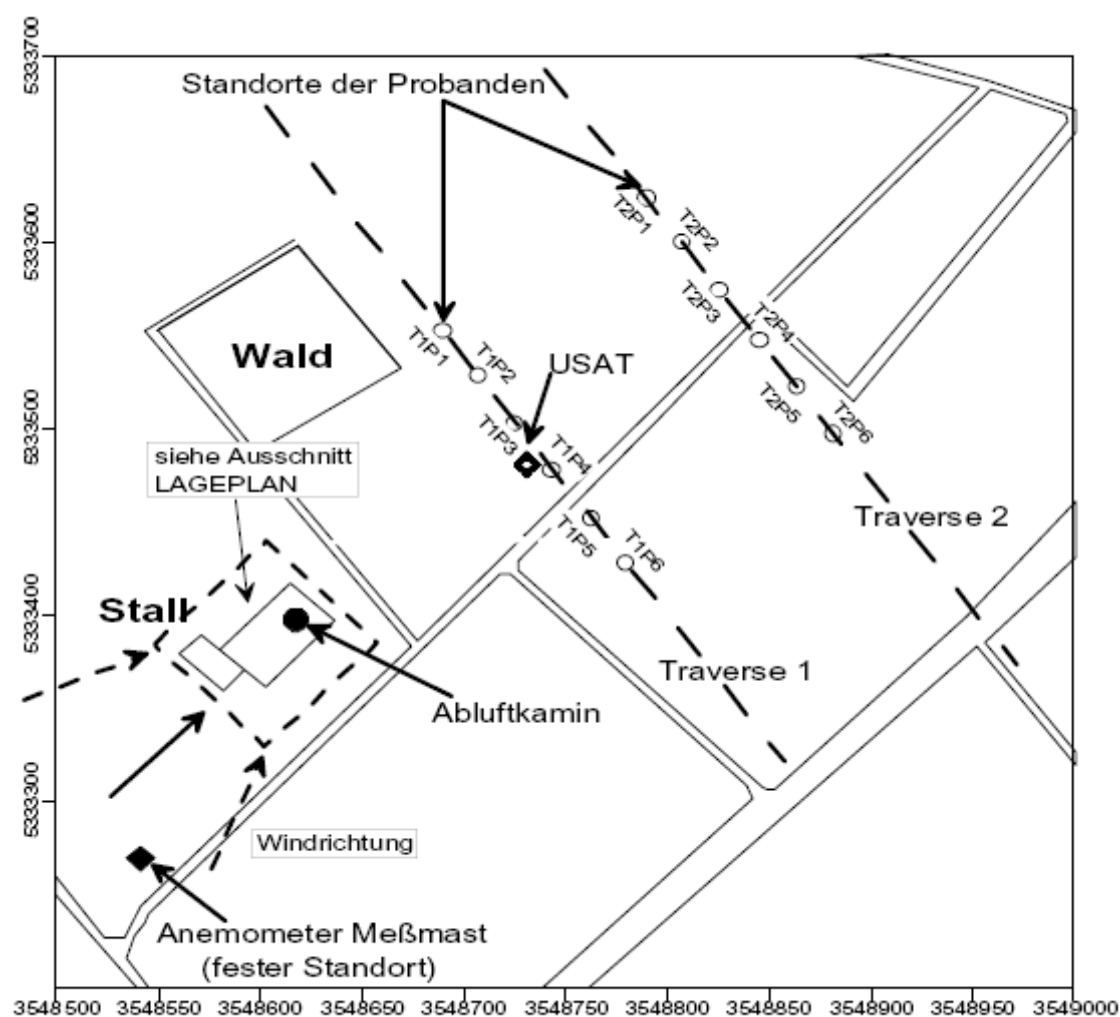 5333700
5333600
5333500
5333400
5333300
Standorte der Probanden
T2P1
T2P2
T2P3
T2P4
T2P5
T2P6
T1P1
T1P2
T1P3
T1P4
T1P5
T1P6
Wald
USAT
siehe Ausschnitt
LAGEPLAN
Traverse 2
Stall
Traverse 1
Abluftkamin
Windrichtung
Anemometer Meßmast
(fester Standort)
3548500 3548550 3548600 3548650 3548700 3548750 3548800 3548850 3548900 3548950 3549000